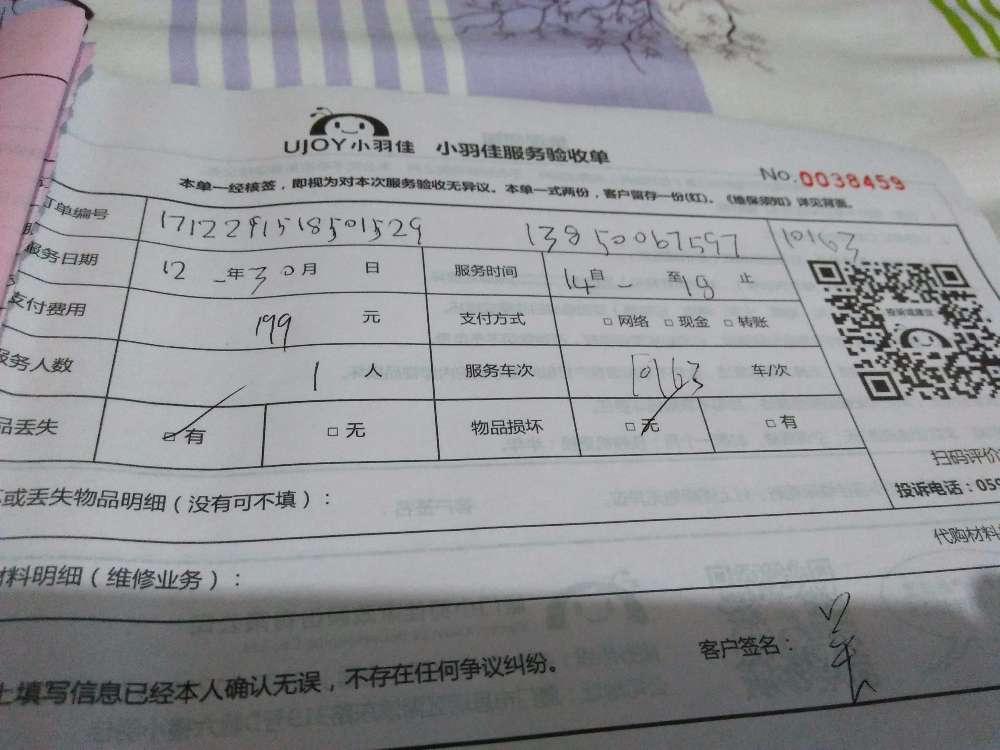 UJOY小羽佳 小羽佳服务验收单
No.0038459
本单一经核签，即视为对本次服务验收无异议。本单一式两份，客户留存一份(红)。《维保须知》详见背面。
订单编号 1712291518501529 13850067597 10163
服务日期 12 年 30 月 日 服务时间 14 自 至 18 止
支付费用 199 元 支付方式 □ 网络 □ 现金 □ 转账
服务人数 1 人 服务车次 10163 车/次
品丢失 □ 有 □ 无 物品损坏 □ 无 □ 有
投诉或建议
扫码评价
或丢失物品明细（没有可不填）：
投诉电话：059
代购材料
材料明细（维修业务）：
客户签名：
上填写信息已经本人确认无误，不存在任何争议纠纷。